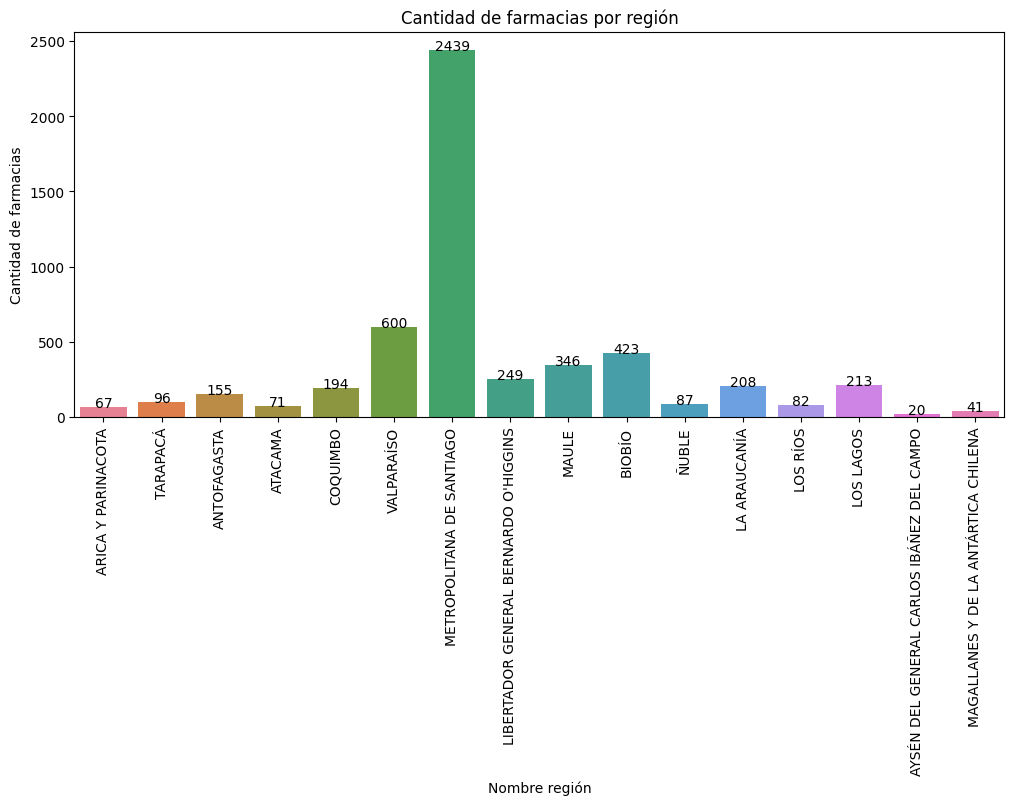 Cantidad de farmacias por región
Cantidad de farmacias
2500
2000
1500
1000
500
0
67
96
155
71
194
600
2439
249
346
423
87
208
82
213
20
41
ARICA Y PARINACOTA
TARAPACÁ
ANTOFAGASTA
ATACAMA
COQUIMBO
VALPARAÍSO
METROPOLITANA DE SANTIAGO
LIBERTADOR GENERAL BERNARDO O'HIGGINS
MAULE
BIOBÍO
ÑUBLE
LA ARAUCANÍA
LOS RÍOS
LOS LAGOS
AYSÉN DEL GENERAL CARLOS IBÁÑEZ DEL CAMPO
MAGALLANES Y DE LA ANTÁRTICA CHILENA
Nombre región